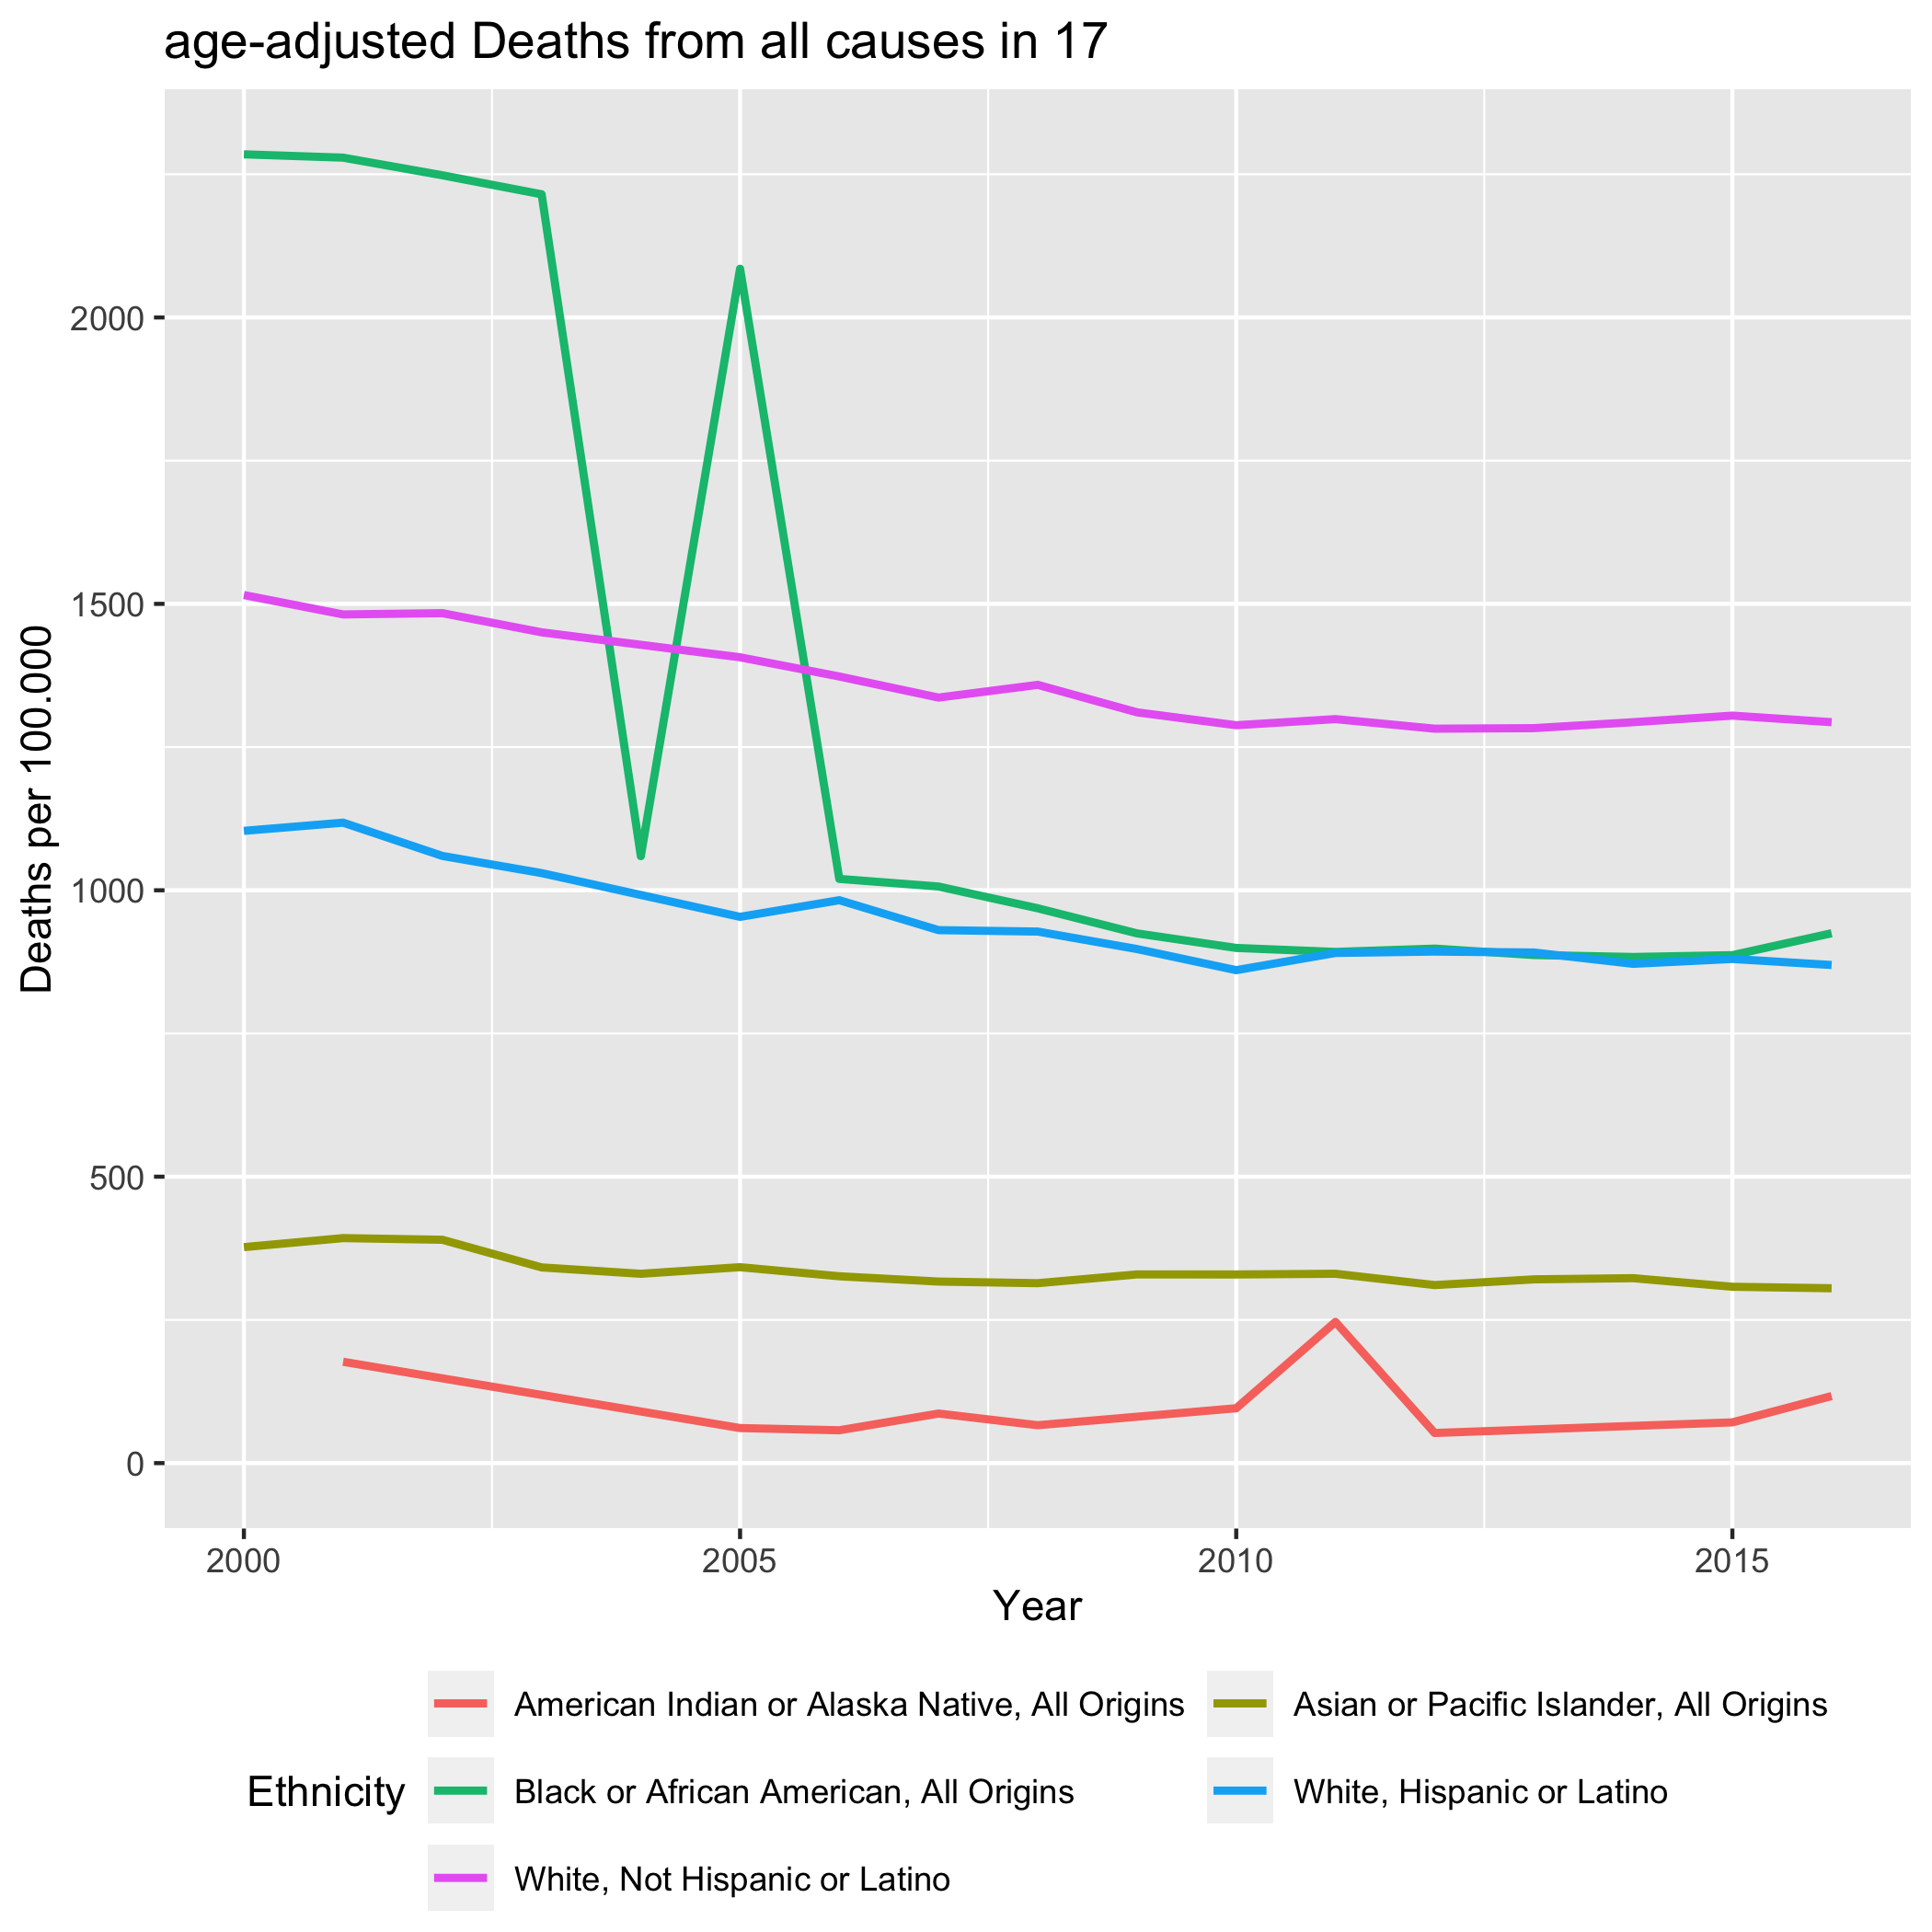 age-adjusted Deaths from all causes in 17
Deaths per 100.000
2000
1500
1000
500
0
2000 2005 2010 2015
Year
Ethnicity
American Indian or Alaska Native, All Origins
Asian or Pacific Islander, All Origins
Black or African American, All Origins
White, Hispanic or Latino
White, Not Hispanic or Latino